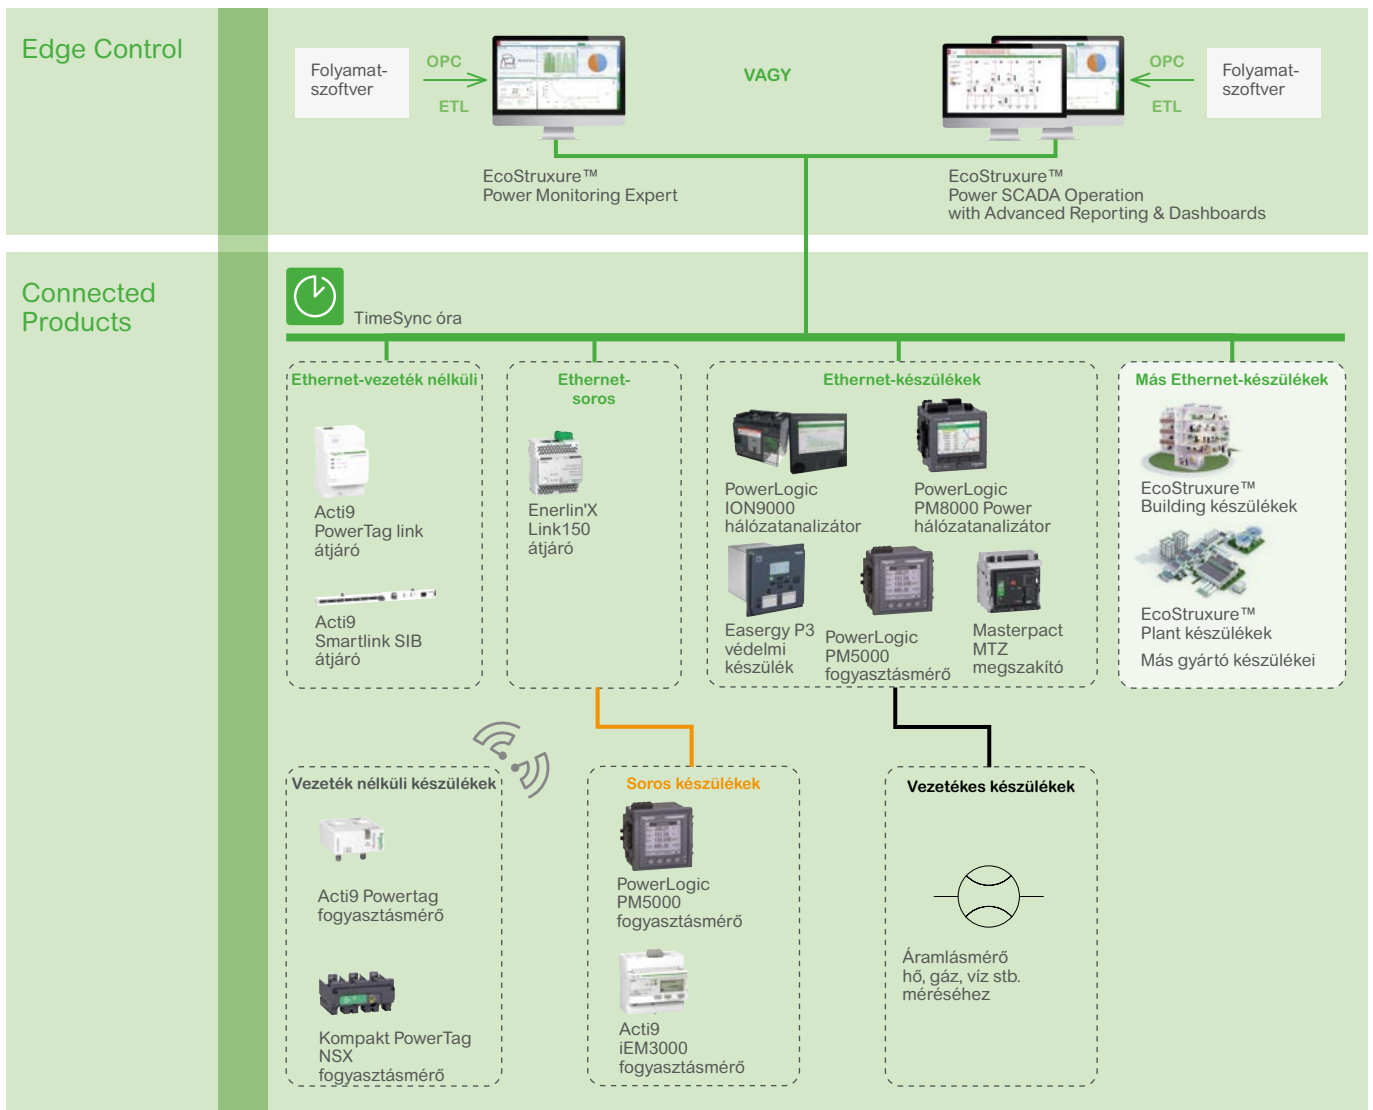 Edge Control
Folyamat-
szoftver
OPC
ETL
VAGY
OPC
ETL
Folyamat-
szoftver
EcoStruxure™
Power Monitoring Expert
EcoStruxure™
Power SCADA Operation
with Advanced Reporting & Dashboards
Connected
Products
TimeSync óra
Ethernet-vezeték nélküli
Acti9
PowerTag link
átjáró
Acti9
Smartlink SIB
átjáró
Ethernet-
soros
Enerlin'X
Link150
átjáró
Ethernet-készülékek
PowerLogic
ION9000
hálózatanalizátor
PowerLogic
PM8000 Power
hálózatanalizátor
Easergy P3
védelmi
készülék
PowerLogic
PM5000
fogyasztásmérő
Masterpact
MTZ
megszakító
Más Ethernet-készülékek
EcoStruxure™
Building készülékek
EcoStruxure™
Plant készülékek
Más gyártó készülékei
Vezeték nélküli készülékek
Acti9 Powertag
fogyasztásmérő
Kompakt PowerTag
NSX
fogyasztásmérő
Soros készülékek
PowerLogic
PM5000
fogyasztásmérő
Acti9
iEM3000
fogyasztásmérő
Vezetékes készülékek
Áramlásmérő
hő, gáz, víz stb.
méréséhez